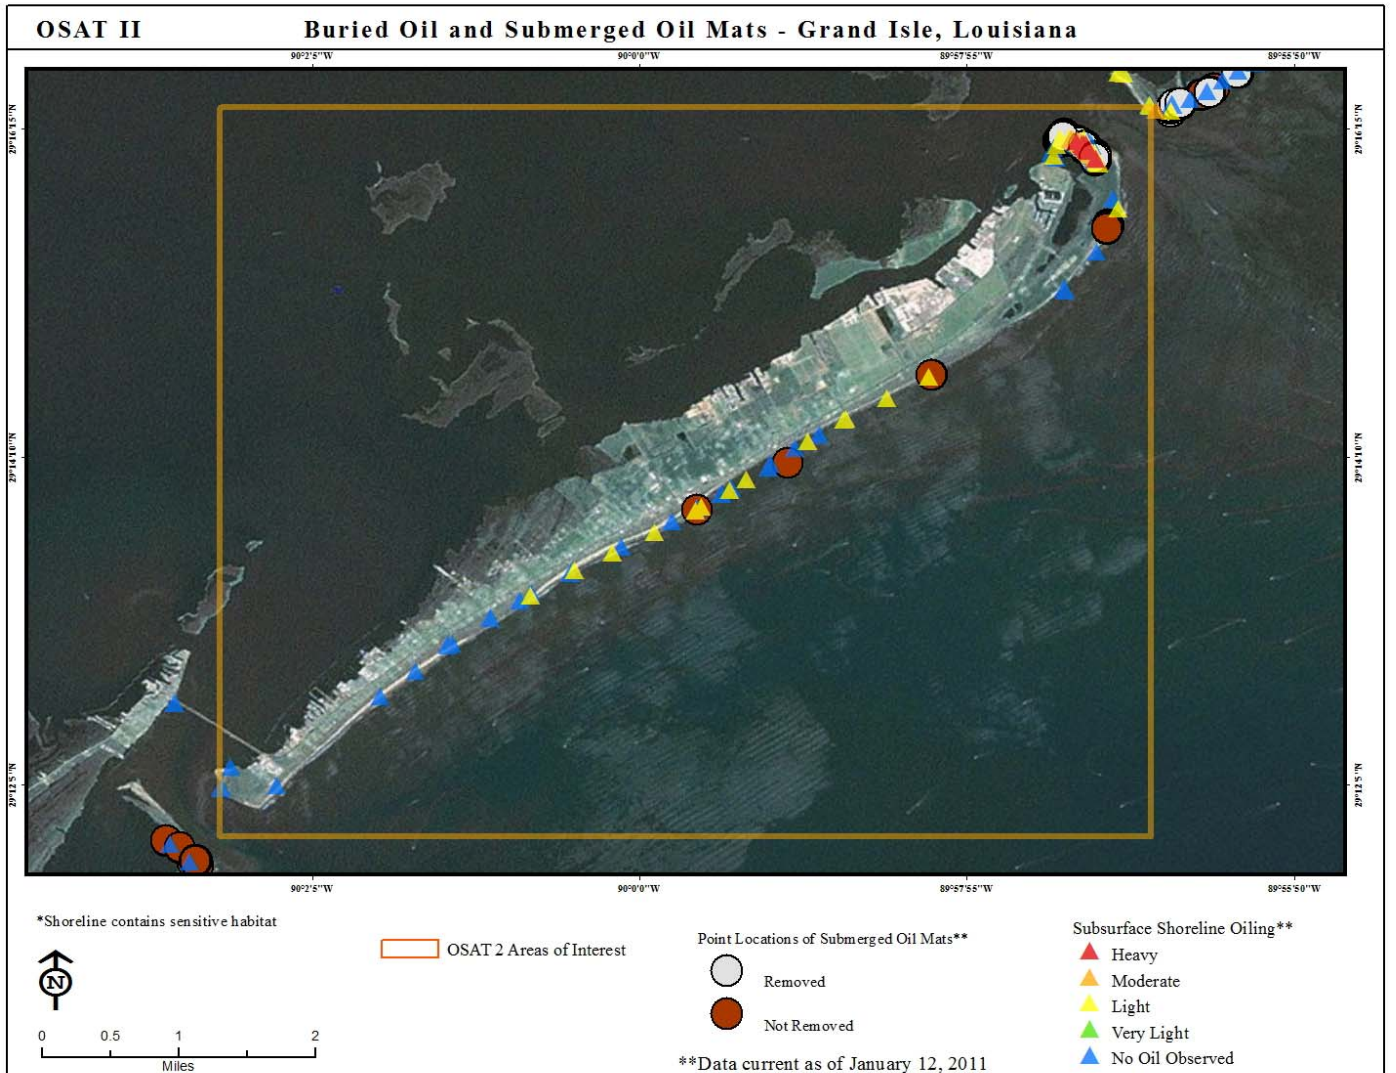 OSAT II
Buried Oil and Submerged Oil Mats - Grand Isle, Louisiana
90°2'5"W
90°0'0"W
89°57'55"W
89°55'50"W
29°16'15"N
29°16'15"N
29°14'10"N
29°14'10"N
29°12'5"N
29°12'5"N
90°2'5"W
90°0'0"W
89°57'55"W
89°55'50"W
*Shoreline contains sensitive habitat
N
0 0.5 1 2
Miles
OSAT 2 Areas of Interest
Point Locations of Submerged Oil Mats**
Removed
Not Removed
**Data current as of January 12, 2011
Subsurface Shoreline Oiling**
Heavy
Moderate
Light
Very Light
No Oil Observed